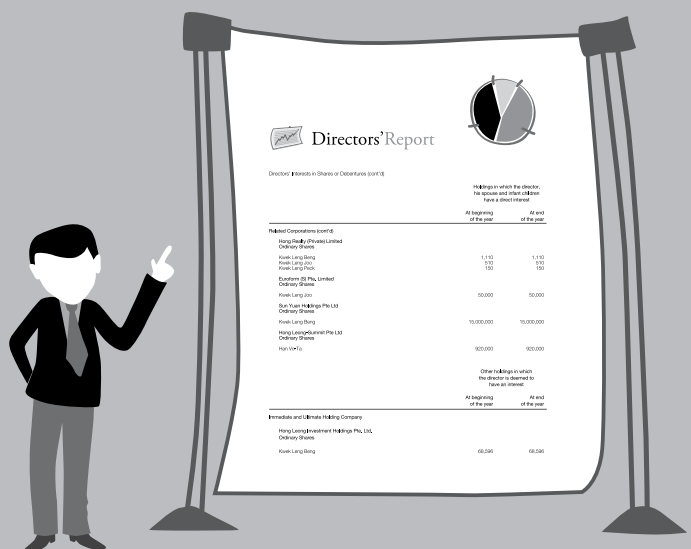 Directors'Report
Directors' Interests in Shares or Debentures (cont'd)
Holdings in which the director,
his spouse and infant children
have a direct interest
At beginning At end
of the year of the year
Related Corporations (cont'd)
Hong Realty (Private) Limited
Ordinary Shares
Kwek Leng Beng 1,110 1,110
Kwek Leng Joo 510 510
Kwek Leng Peck 150 150
Euroform (S) Pte. Limited
Ordinary Shares
Kwek Leng Joo 50,000 50,000
Sun Yuan Holdings Pte Ltd
Ordinary Shares
Kwek Leng Beng 15,000,000 15,000,000
Hong Leong-Summit Pte Ltd
Ordinary Shares
Han Vo-Ta 920,000 920,000
Other holdings in which
the director is deemed to
have an interest
At beginning At end
of the year of the year
Immediate and Ultimate Holding Company
Hong Leong Investment Holdings Pte. Ltd.
Ordinary Shares
Kwek Leng Beng 68,596 68,596